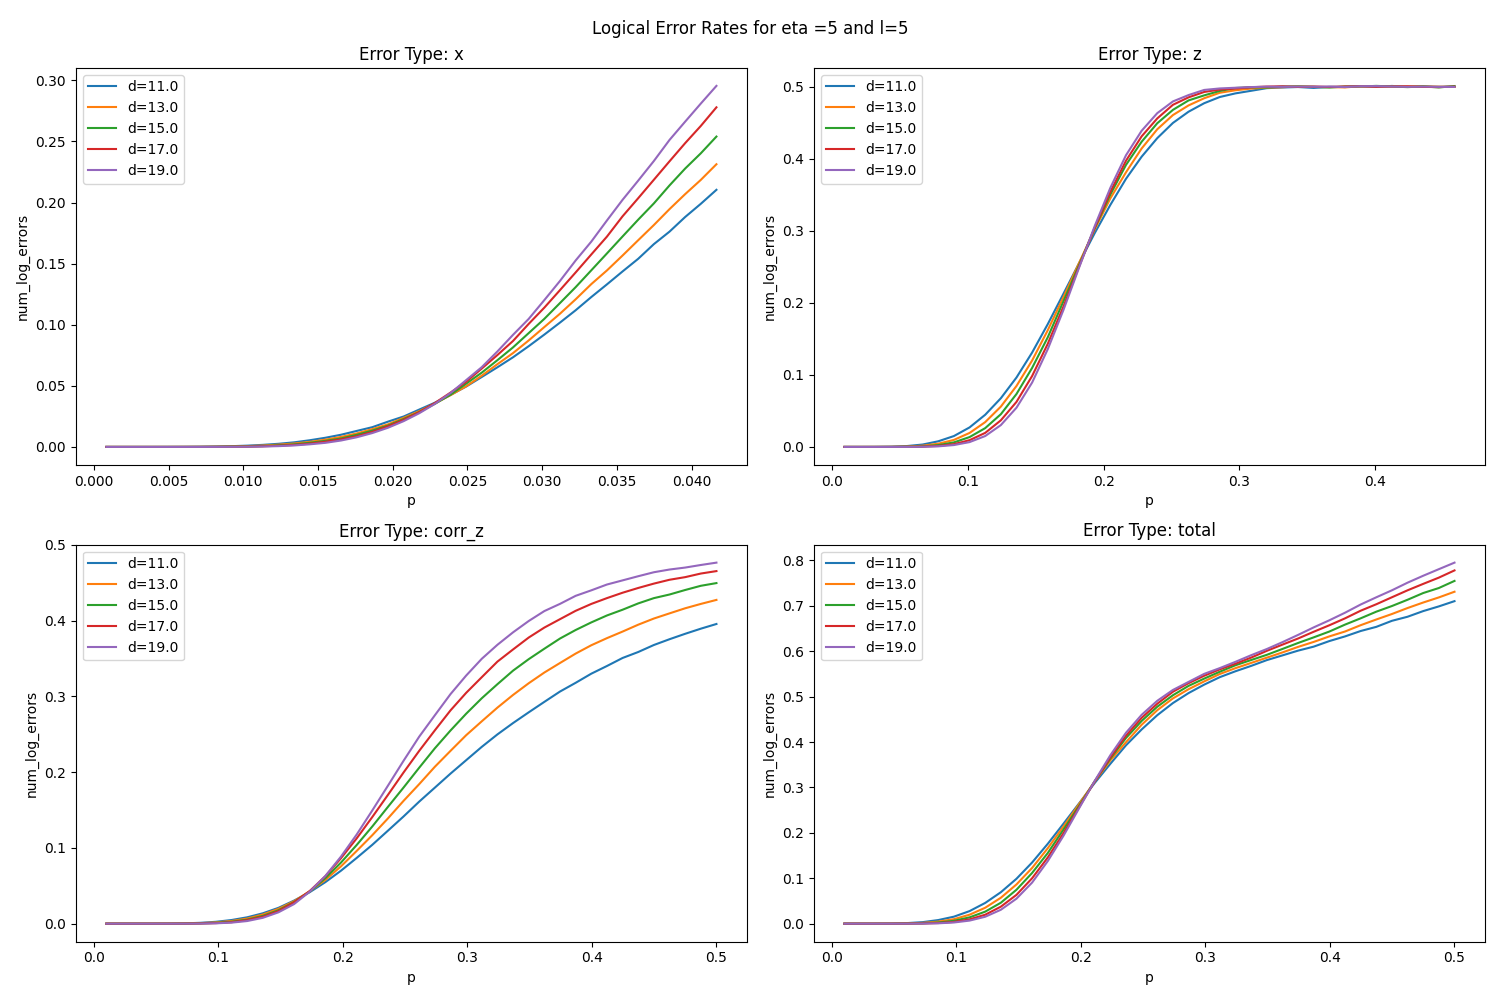 Logical Error Rates for eta =5 and l=5
Error Type: x
num_log_errors
0.30
0.25
0.20
0.15
0.10
0.05
0.00
d=11.0
d=13.0
d=15.0
d=17.0
d=19.0
0.000 0.005 0.010 0.015 0.020 0.025 0.030 0.035 0.040
p
Error Type: z
num_log_errors
0.5
0.4
0.3
0.2
0.1
0.0
d=11.0
d=13.0
d=15.0
d=17.0
d=19.0
0.0 0.1 0.2 0.3 0.4
p
Error Type: corr_z
num_log_errors
0.5
0.4
0.3
0.2
0.1
0.0
d=11.0
d=13.0
d=15.0
d=17.0
d=19.0
0.0 0.1 0.2 0.3 0.4 0.5
p
Error Type: total
num_log_errors
0.8
0.7
0.6
0.5
0.4
0.3
0.2
0.1
0.0
d=11.0
d=13.0
d=15.0
d=17.0
d=19.0
0.0 0.1 0.2 0.3 0.4 0.5
p